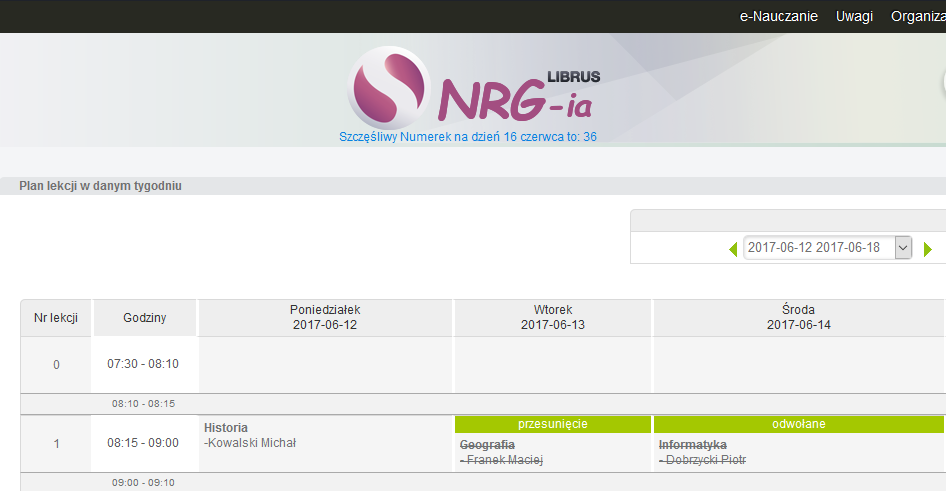 e-Nauczanie Uwagi Organiza
LIBRUS
NRG-ia
Szczęśliwy Numerek na dzień 16 czerwca to: 36
Plan lekcji w danym tygodniu
2017-06-12 2017-06-18
Nr lekcji Godziny Poniedziałek 2017-06-12 Wtorek 2017-06-13 Środa 2017-06-14
0 07:30 - 08:10
08:10 - 08:15
przesunięcie odwołane
1 08:15 - 09:00 Historia Geografia Informatyka
-Kowalski Michał - Franek Maciej - Dobrzycki Piotr
09:00 - 09:10